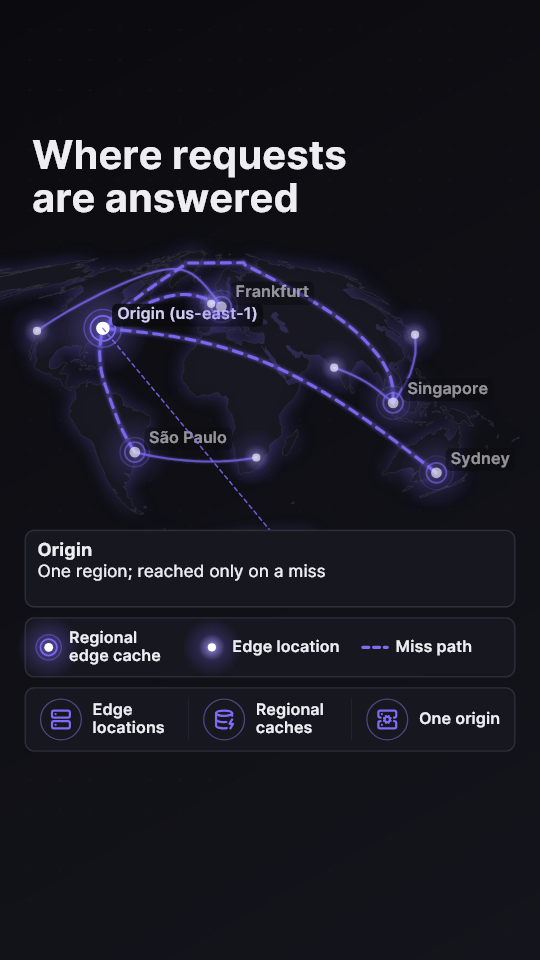 Where requests
are answered
Frankfurt
Origin (us-east-1)
Singapore
São Paulo
Sydney
Origin
One region; reached only on a miss
Regional
edge cache
Edge location
Miss path
Edge
locations
Regional
caches
One origin